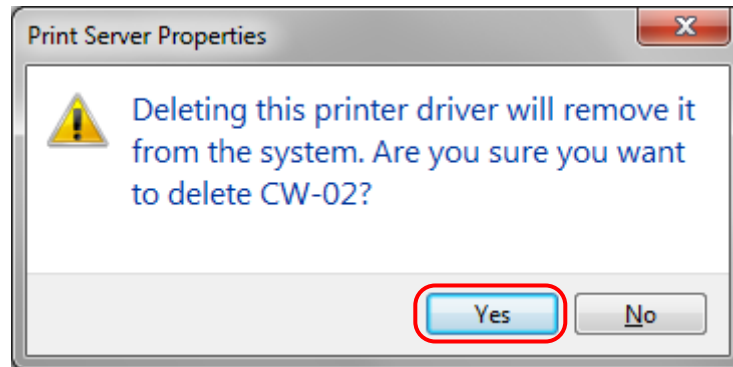 Print Server Properties
Deleting this printer driver will remove it
from the system. Are you sure you want
to delete CW-02?
Yes
No